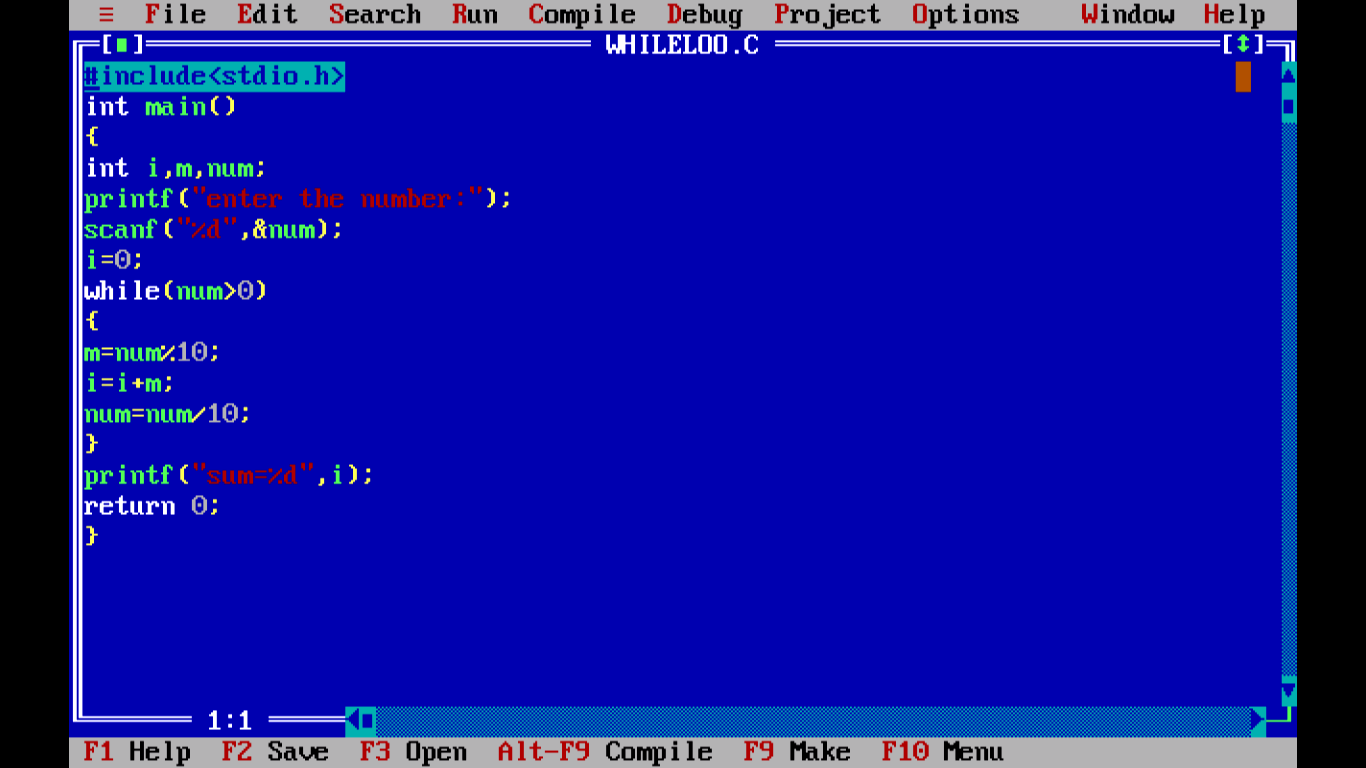 ≡ File Edit Search Run Compile Debug Project Options Window Help
[■] WHILELOO.C [↕]
#include<stdio.h>
int main()
{
int i,m,num;
printf("enter the number:");
scanf("%d",&num);
i=0;
while(num>0)
{
m=num%10;
i=i+m;
num=num/10;
}
printf("sum=%d",i);
return 0;
}
1:1
F1 Help F2 Save F3 Open Alt-F9 Compile F9 Make F10 Menu